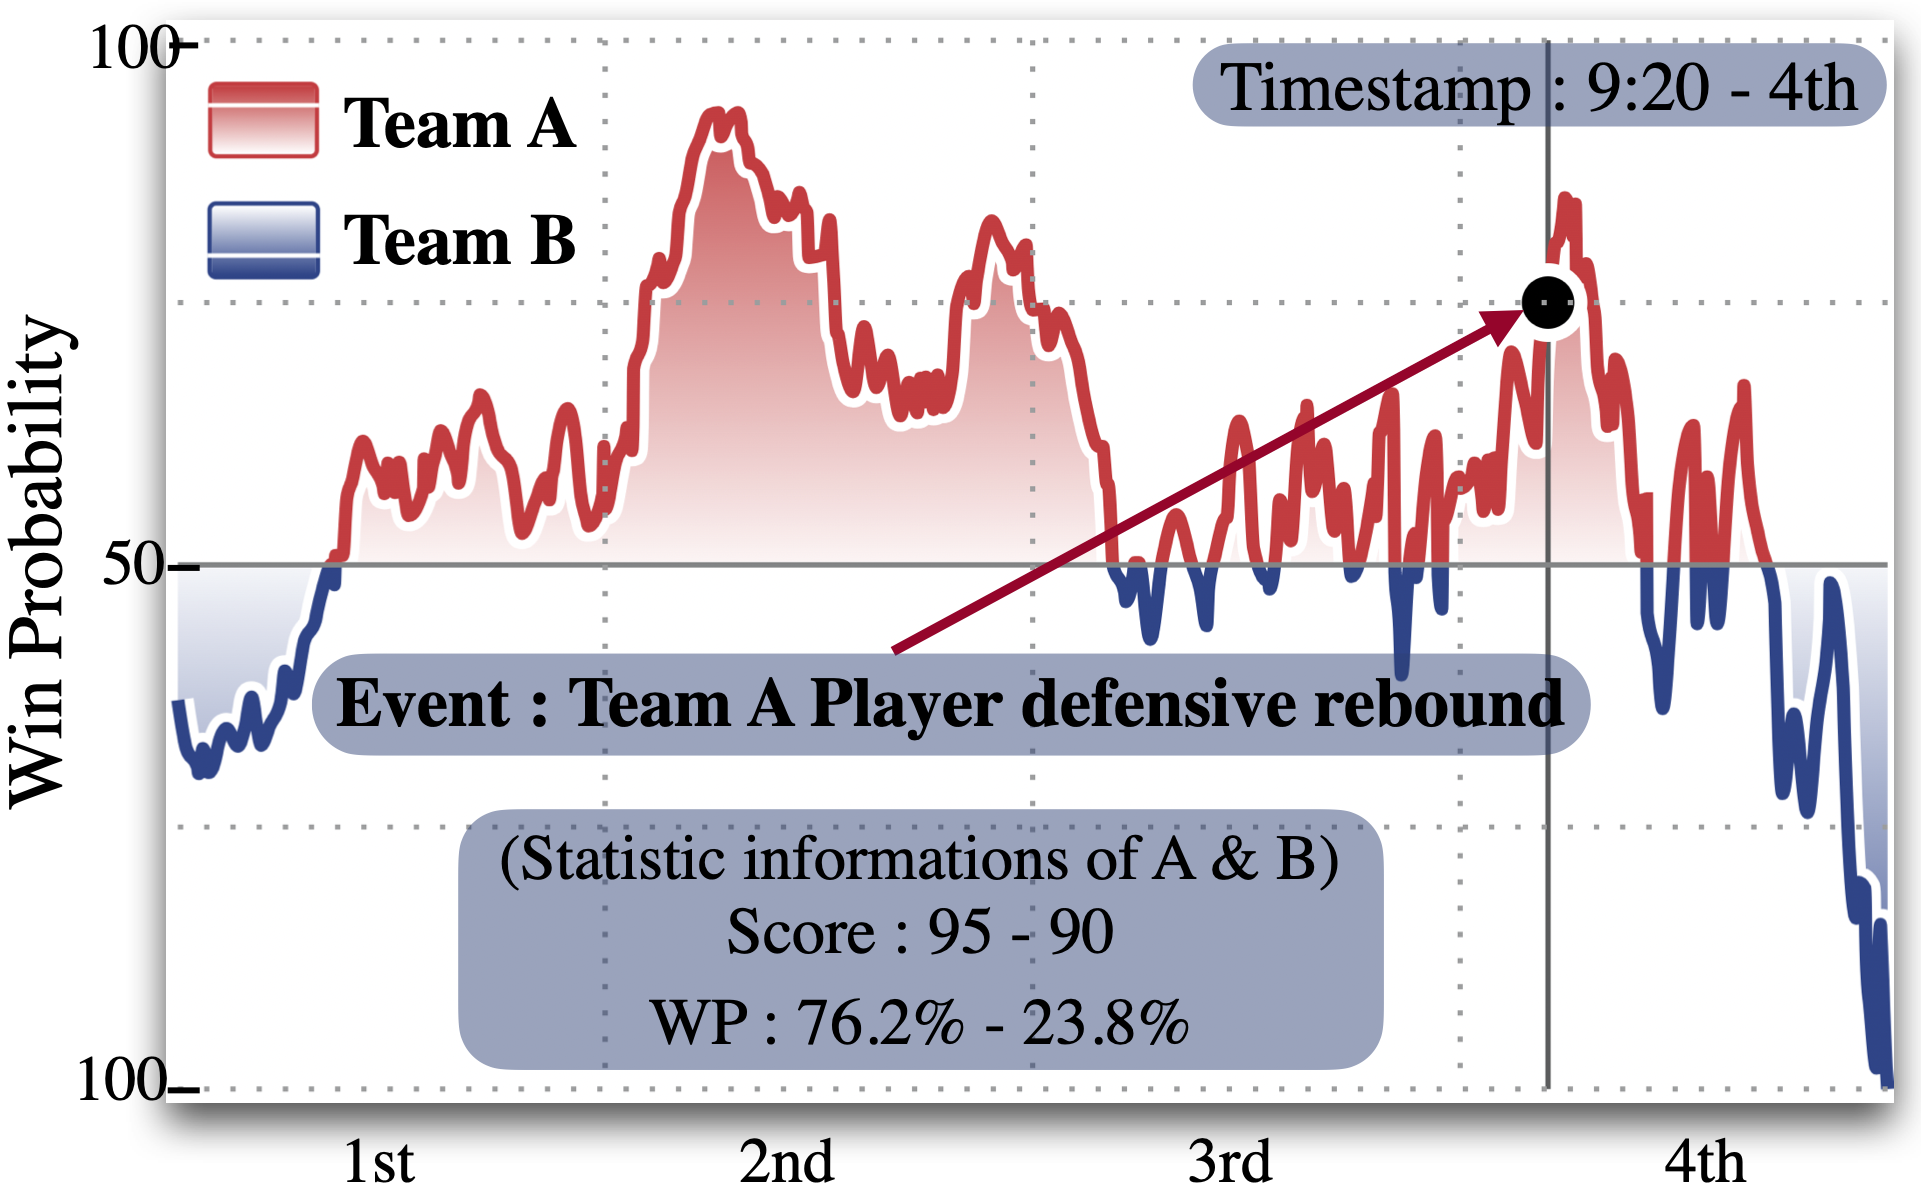 100
Team A
Team B
Timestamp : 9:20 - 4th
Win Probability
50
Event : Team A Player defensive rebound
(Statistic informations of A & B)
Score : 95 - 90
WP : 76.2% - 23.8%
100
1st 2nd 3rd 4th